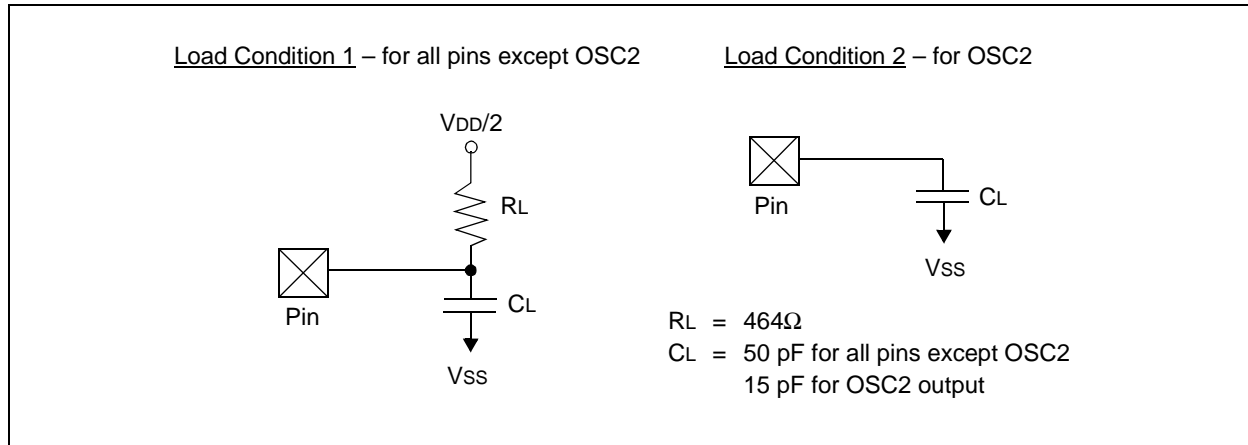 Load Condition 1 – for all pins except OSC2
Load Condition 2 – for OSC2
VDD/2
RL
Pin
CL
VSS
Pin
CL
VSS
RL = 464Ω
CL = 50 pF for all pins except OSC2
15 pF for OSC2 output